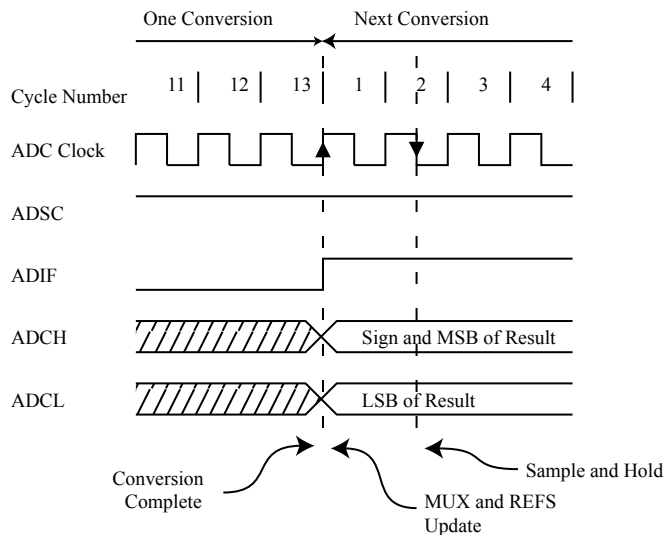 One Conversion Next Conversion
Cycle Number 11 12 13 1 2 3 4
ADC Clock
ADSC
ADIF
ADCH Sign and MSB of Result
ADCL LSB of Result
Conversion
Complete
MUX and REFS
Update
Sample and Hold